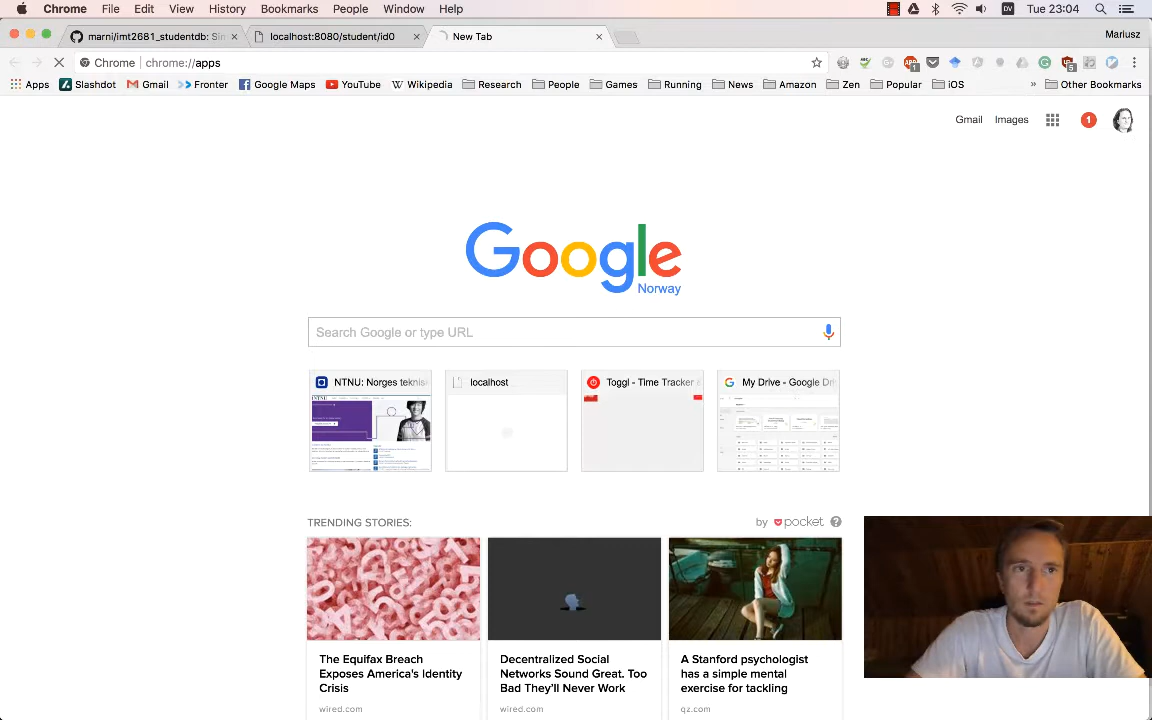 Chrome File Edit View History Bookmarks People Window Help DV Tue 23:04
marni/imt2681_studentdb: Sin localhost:8080/student/id0 New Tab Mariusz
Chrome chrome://apps
Apps Slashdot Gmail Fronter Google Maps YouTube Wikipedia Research People Games Running News Amazon Zen Popular iOS » Other Bookmarks
Gmail Images 1
Google
Norway
Search Google or type URL
NTNU: Norges teknisk localhost Toggl - Time Tracker My Drive - Google Dri
TRENDING STORIES: by pocket ?
The Equifax Breach
Exposes America's Identity
Crisis
wired.com
Decentralized Social
Networks Sound Great. Too
Bad They'll Never Work
wired.com
A Stanford psychologist
has a simple mental
exercise for tackling
qz.com